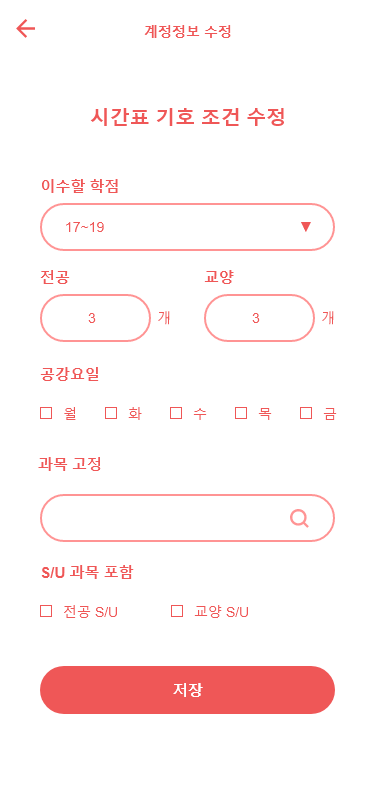 계정정보 수정
시간표 기호 조건 수정
이수할 학점
17~19
전공 교양
3 개 3 개
공강요일
월 화 수 목 금
과목 고정
S/U 과목 포함
전공 S/U 교양 S/U
저장